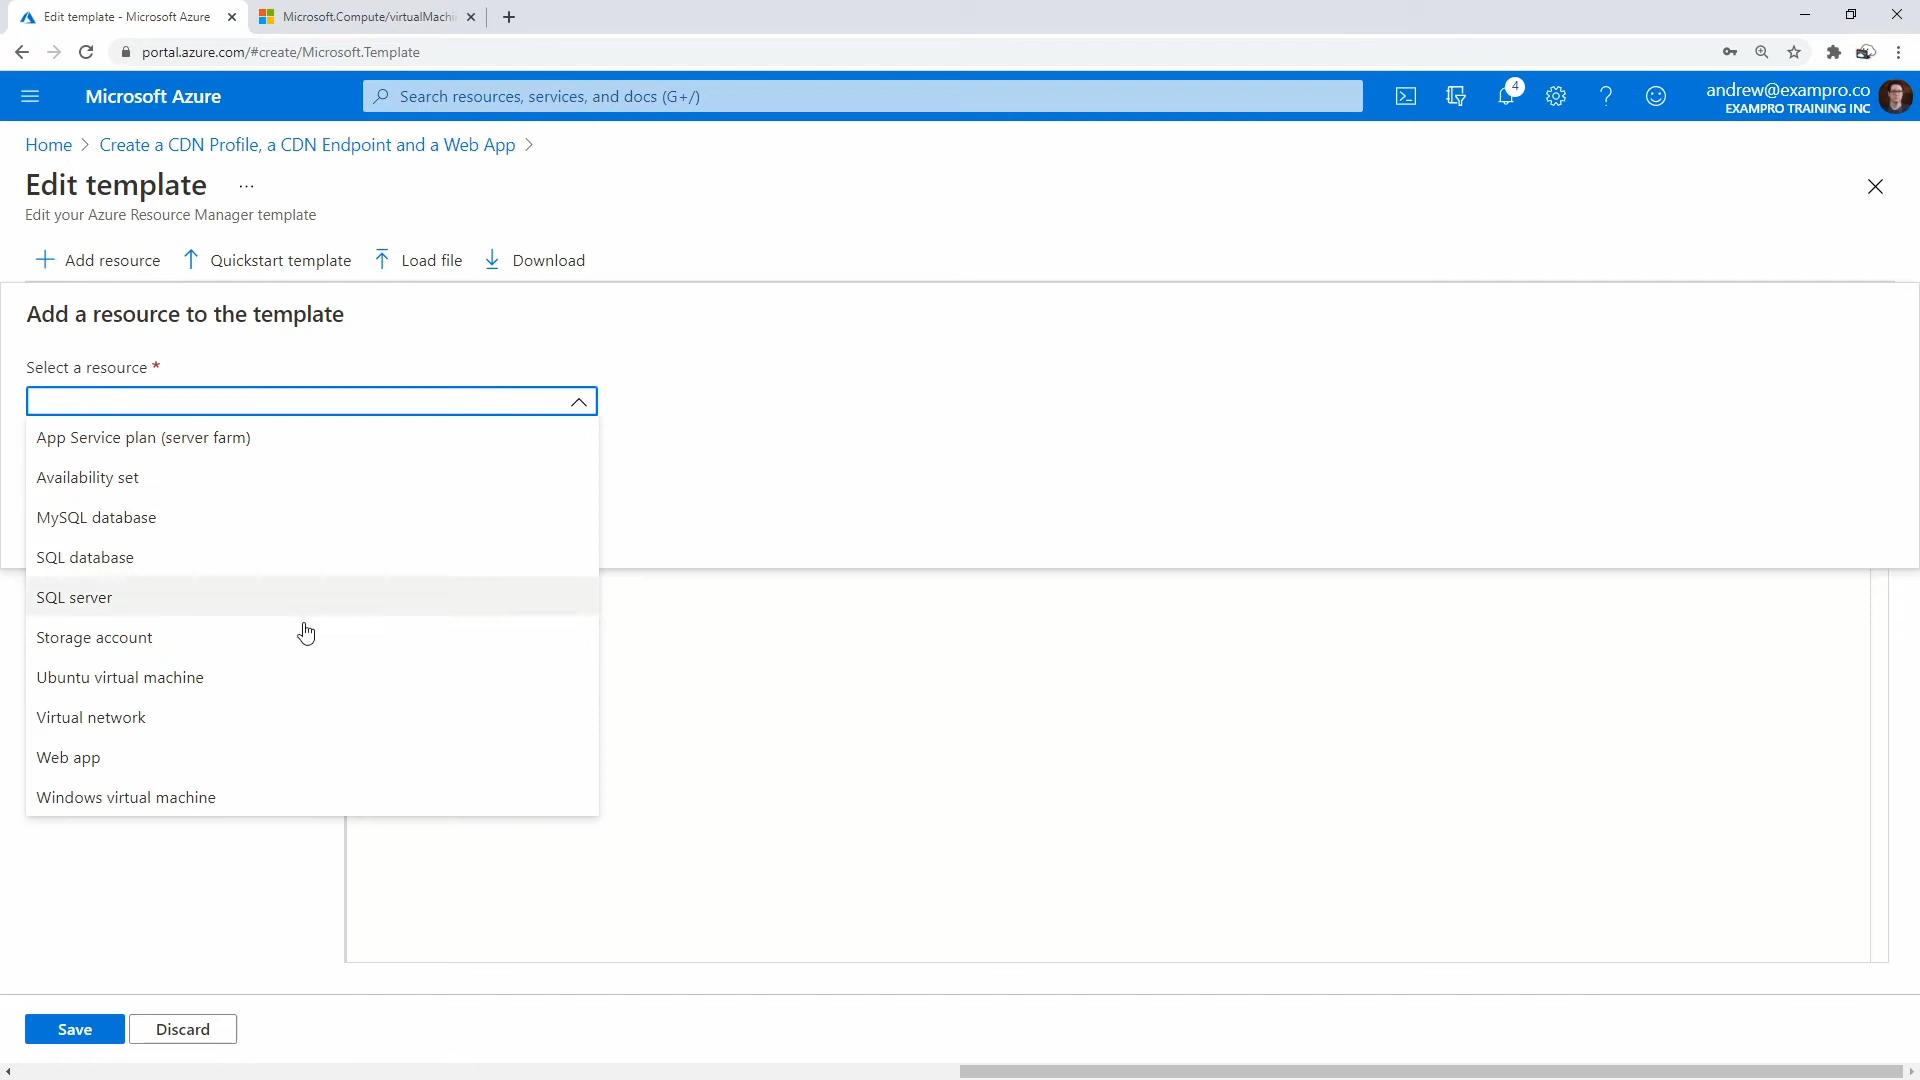 Edit template - Microsoft Azure
Microsoft.Compute/virtualMachi
portal.azure.com/#create/Microsoft.Template
Microsoft Azure
Search resources, services, and docs (G+/)
4
andrew@exampro.co
EXAMPRO TRAINING INC
Home > Create a CDN Profile, a CDN Endpoint and a Web App >
Edit template ...
Edit your Azure Resource Manager template
Add resource
Quickstart template
Load file
Download
Add a resource to the template
Select a resource *
App Service plan (server farm)
Availability set
MySQL database
SQL database
SQL server
Storage account
Ubuntu virtual machine
Virtual network
Web app
Windows virtual machine
Save
Discard